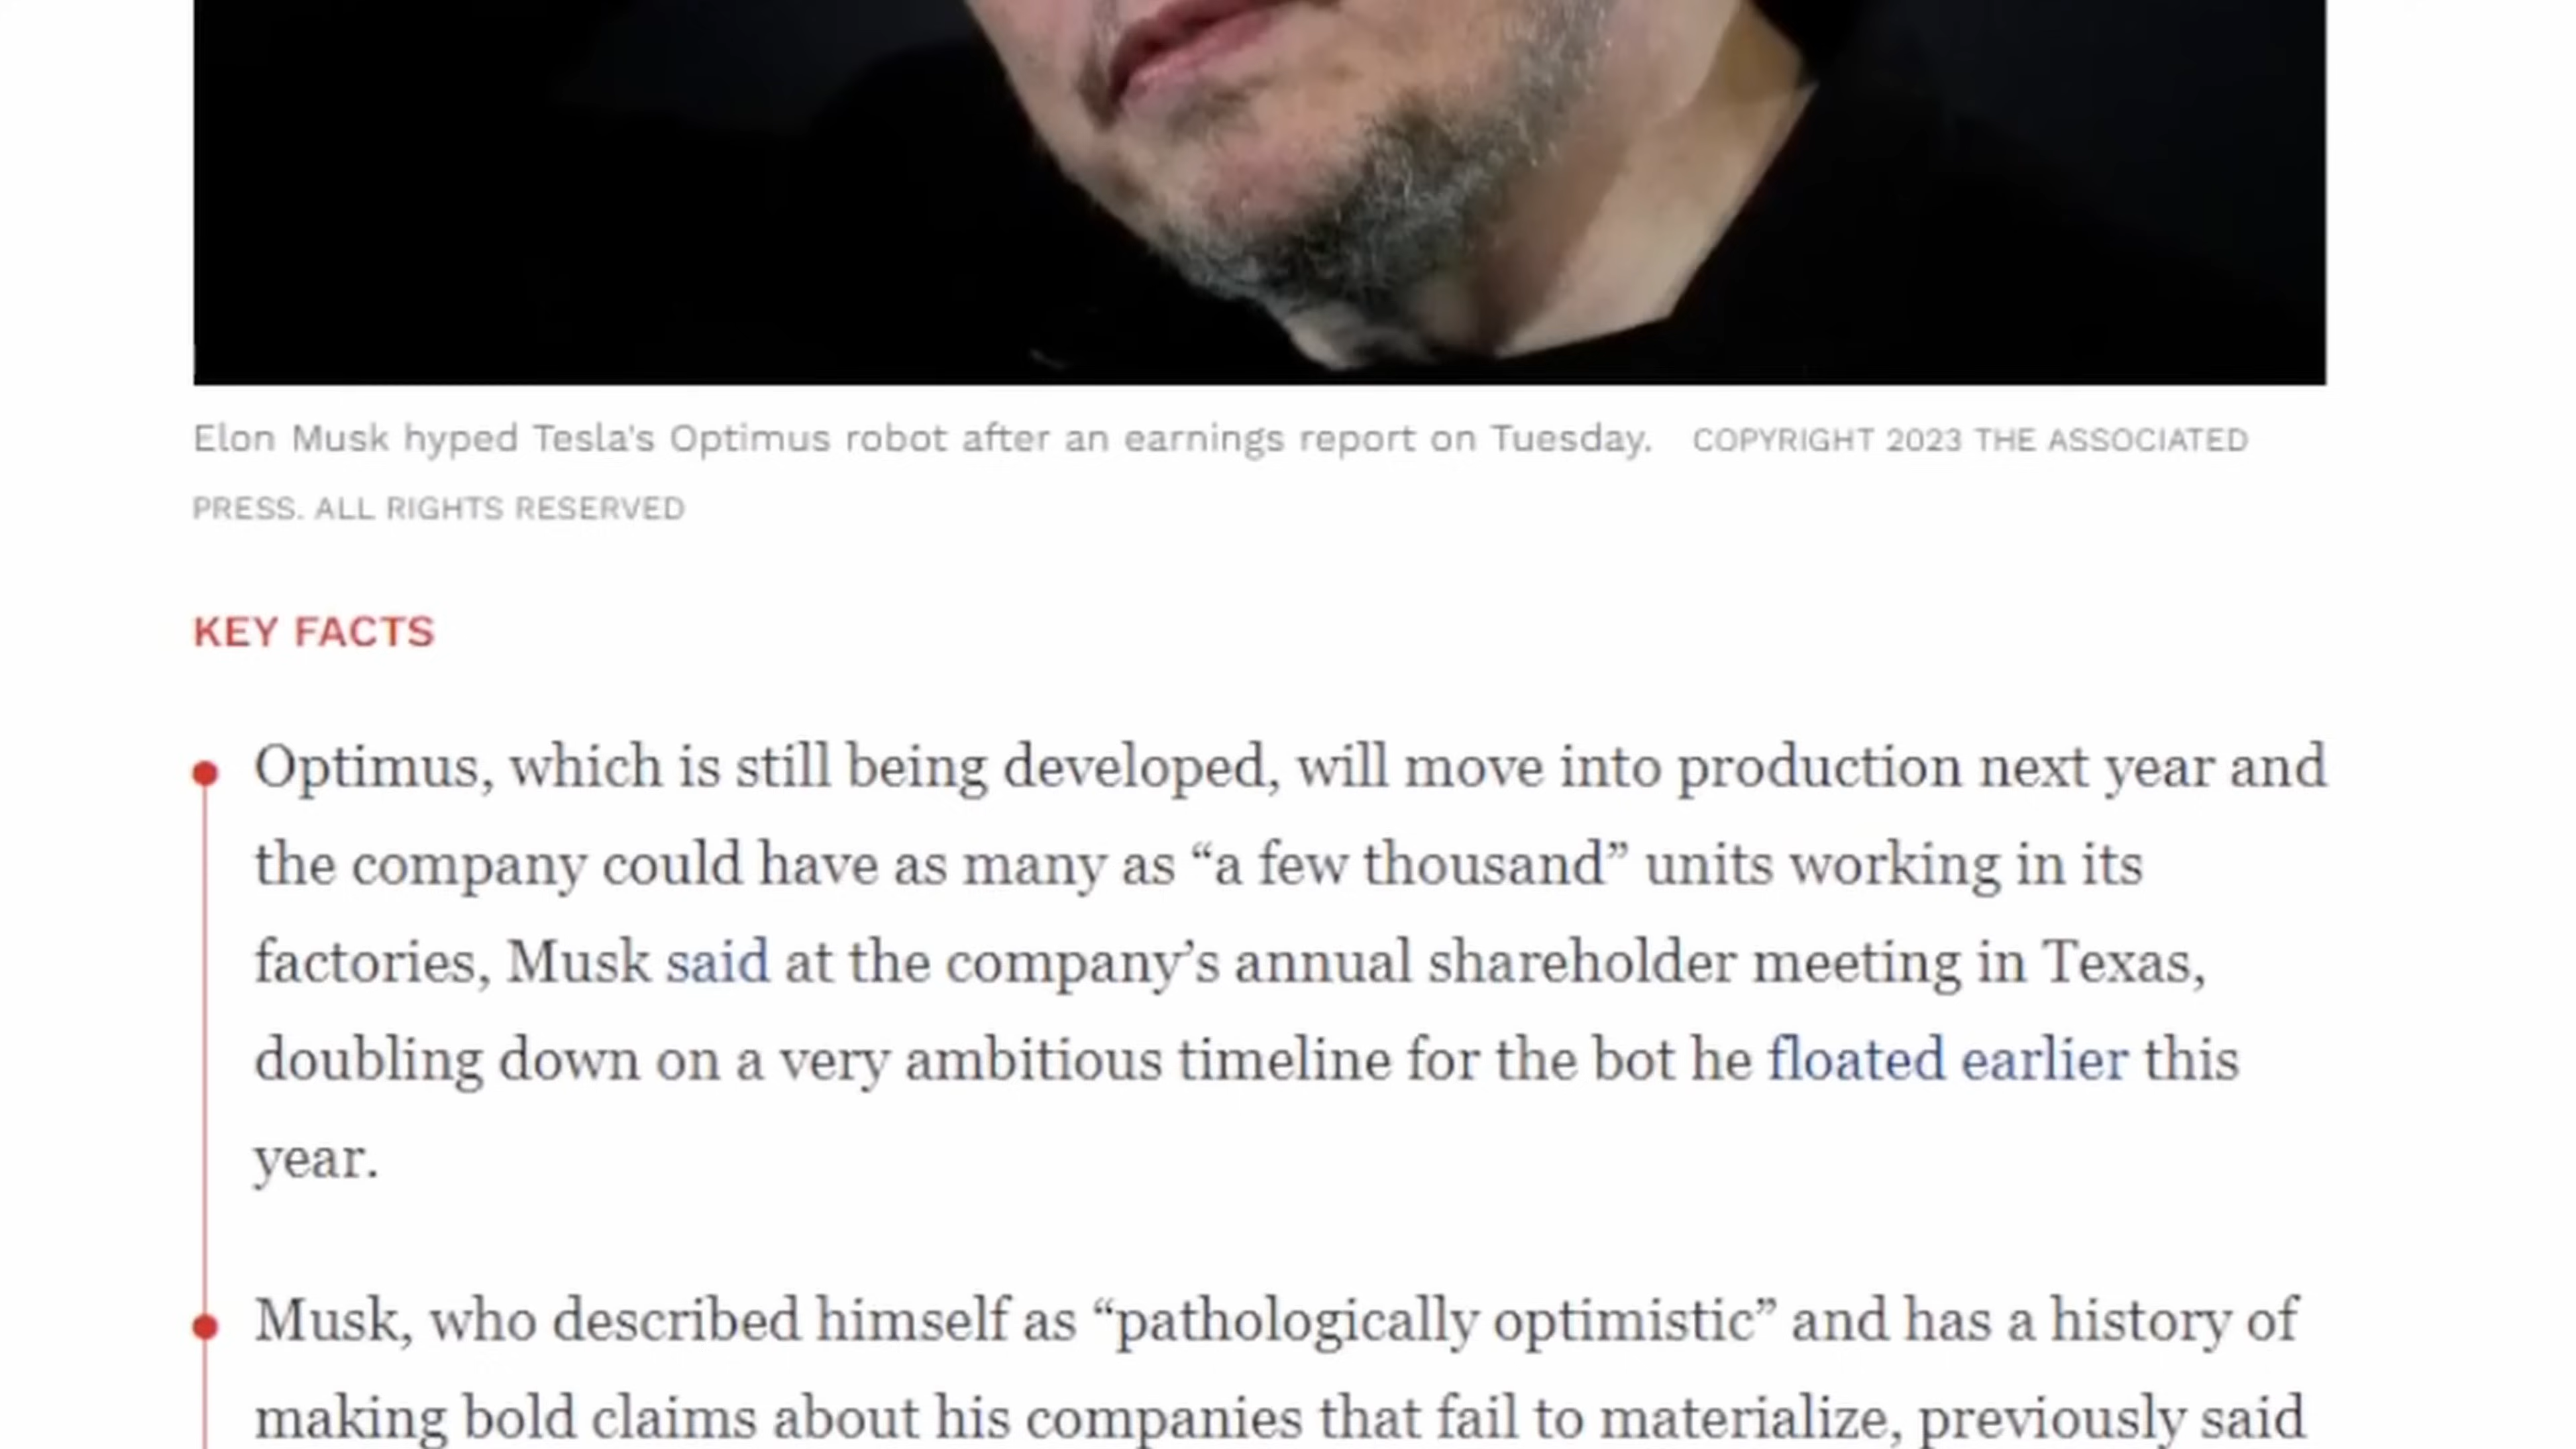 Elon Musk hyped Tesla's Optimus robot after an earnings report on Tuesday. COPYRIGHT 2023 THE ASSOCIATED
PRESS. ALL RIGHTS RESERVED
KEY FACTS
Optimus, which is still being developed, will move into production next year and
the company could have as many as “a few thousand” units working in its
factories, Musk said at the company’s annual shareholder meeting in Texas,
doubling down on a very ambitious timeline for the bot he floated earlier this
year.
Musk, who described himself as “pathologically optimistic” and has a history of
making bold claims about his companies that fail to materialize, previously said